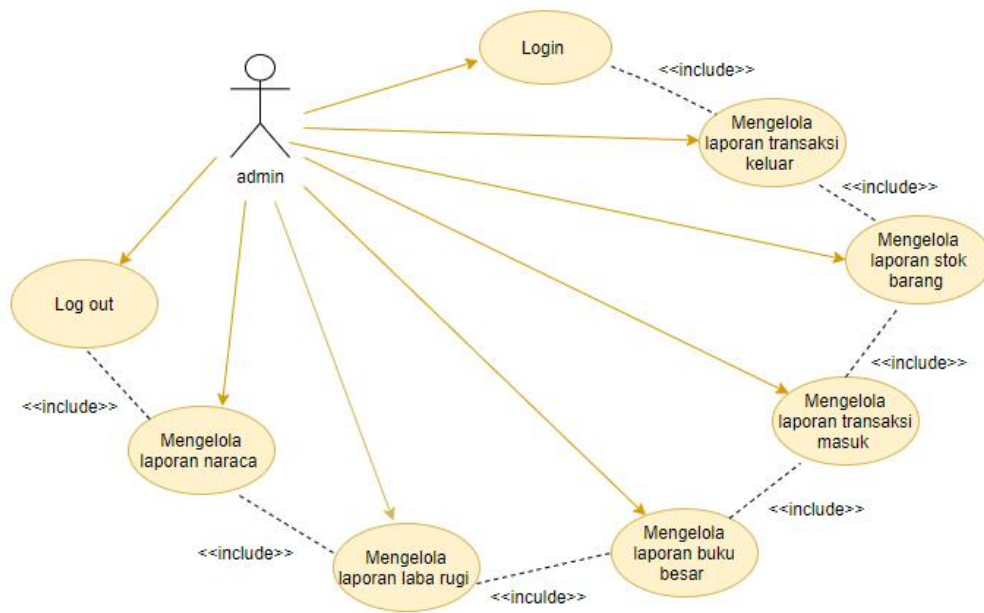 Login
<<include>>
admin
Mengelola
laporan transaksi
keluar
<<include>>
Mengelola
laporan stok
barang
Log out
<<include>>
<<include>>
Mengelola
laporan transaksi
masuk
Mengelola
laporan naraca
<<include>>
Mengelola
laporan buku
besar
<<include>>
Mengelola
laporan laba rugi
<<inculde>>